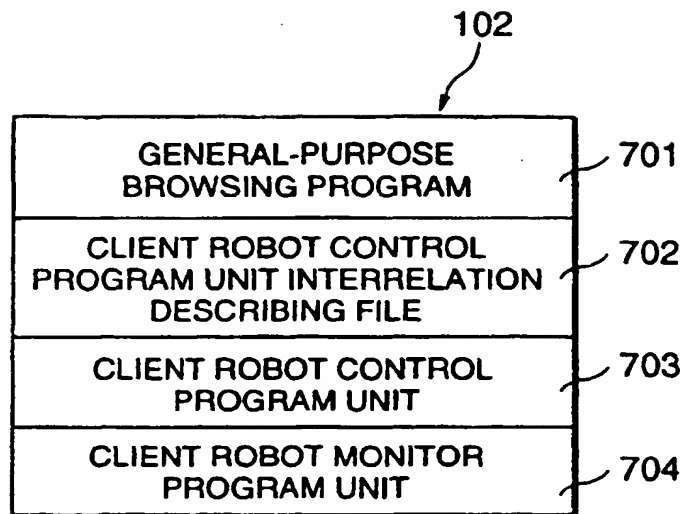 102
GENERAL-PURPOSE
BROWSING PROGRAM
701
CLIENT ROBOT CONTROL
PROGRAM UNIT INTERRELATION
DESCRIBING FILE
702
CLIENT ROBOT CONTROL
PROGRAM UNIT
703
CLIENT ROBOT MONITOR
PROGRAM UNIT
704